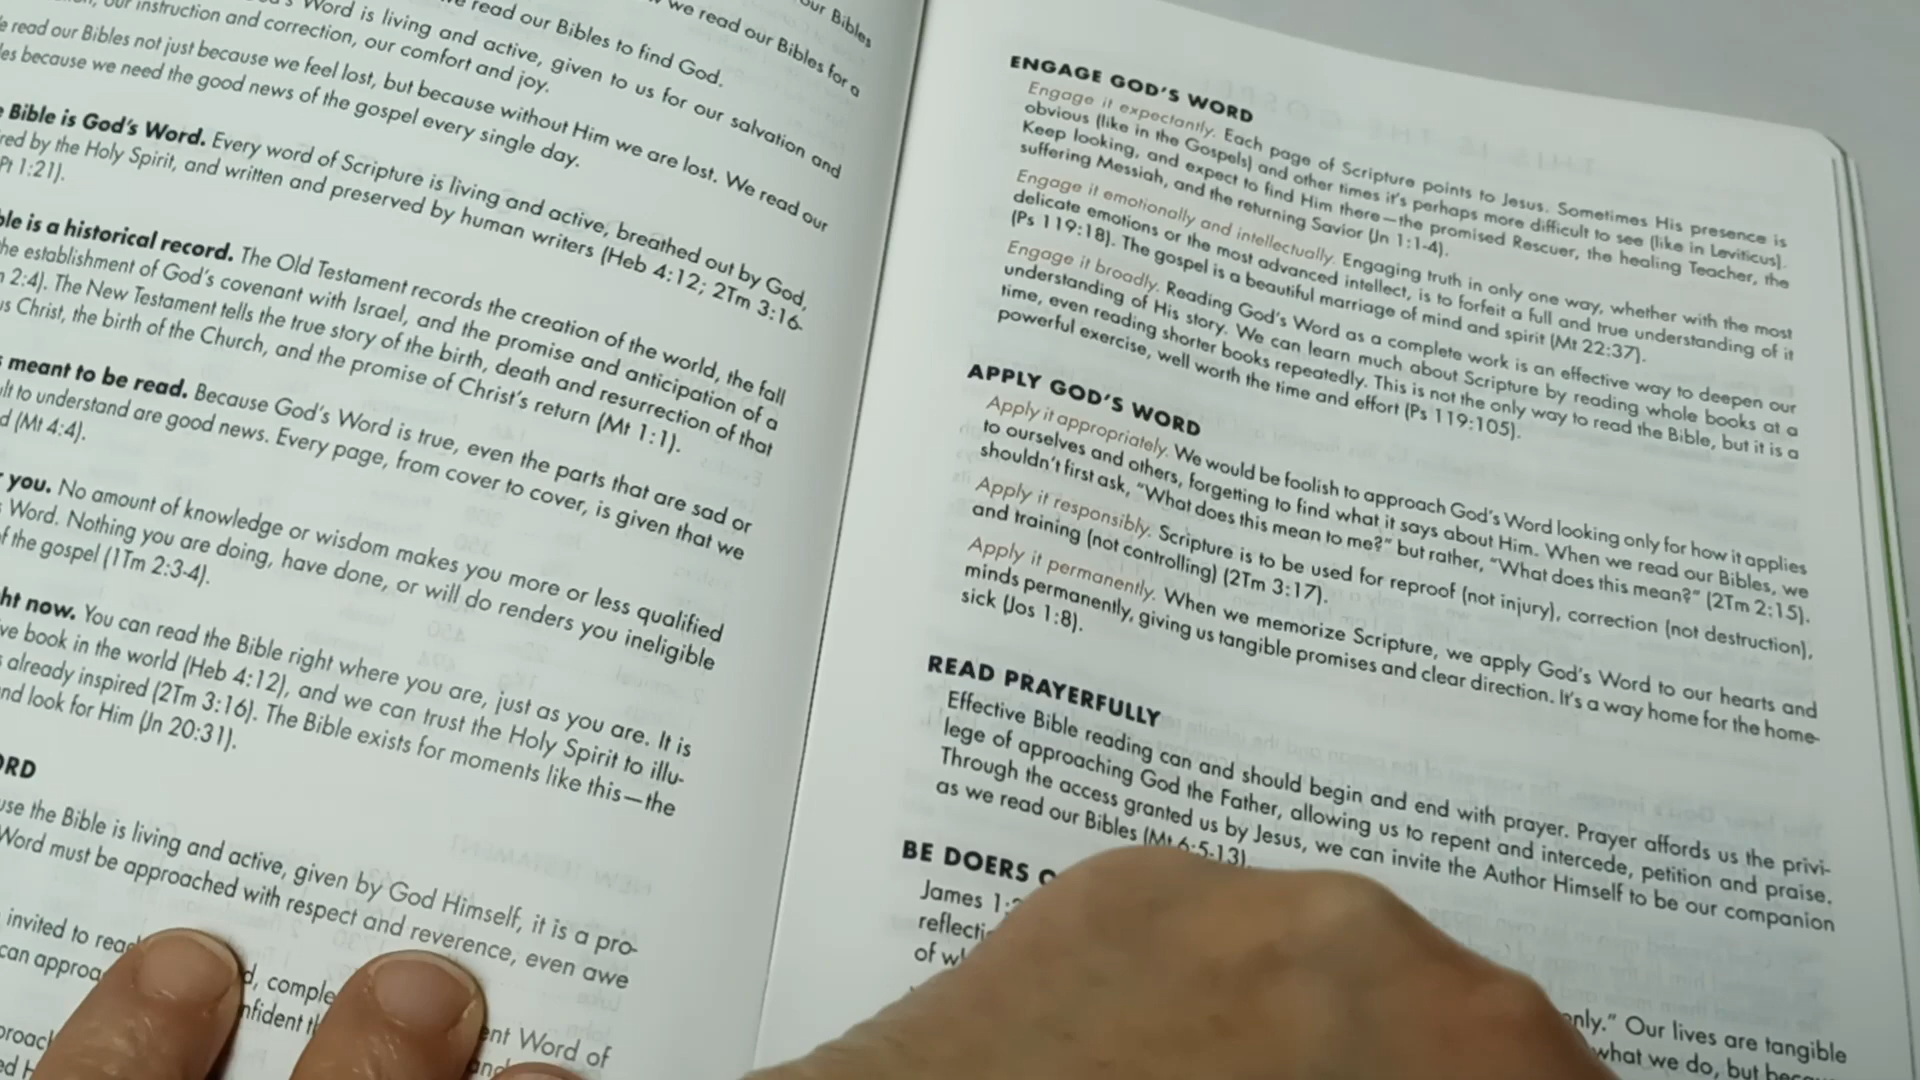 our Bibles
we read our Bibles for a
read our Bibles to find God.
Word is living and active, given to us for our salvation and
our instruction and correction, our comfort and joy.
read our Bibles not just because we feel lost, but because without Him we are lost. We read our
because we need the good news of the gospel every single day.
Bible is God's Word. Every word of Scripture is living and active, breathed out by God,
by the Holy Spirit, and written and preserved by human writers (Heb 4:12; 2Tm 3:16-
1:21).
is a historical record. The Old Testament records the creation of the world, the fall
the establishment of God's covenant with Israel, and the promise and anticipation of a
2:4). The New Testament tells the true story of the birth, death and resurrection of that
Christ, the birth of the Church, and the promise of Christ's return (Mt 1:1).
meant to be read. Because God's Word is true, even the parts that are sad or
to understand are good news. Every page, from cover to cover, is given that we
(Mt 4:4).
you. No amount of knowledge or wisdom makes you more or less qualified
Word. Nothing you are doing, have done, or will do renders you ineligible
the gospel (1Tm 2:3-4).
now. You can read the Bible right where you are, just as you are. It is
book in the world (Heb 4:12), and we can trust the Holy Spirit to illu-
already inspired (2Tm 3:16). The Bible exists for moments like this—the
and look for Him (Jn 20:31).
the Bible is living and active, given by God Himself, it is a pro-
Word must be approached with respect and reverence, even awe
invited to
can
Word of
ENGAGE GOD'S WORD
Engage it expectantly. Each page of Scripture points to Jesus. Sometimes His presence is
obvious (like in the Gospels) and other times it's perhaps more difficult to see (like in Leviticus).
Keep looking, and expect to find Him there—the promised Rescuer, the healing Teacher, the
suffering Messiah, and the returning Savior (Jn 1:1-4).
Engage it emotionally and intellectually. Engaging truth in only one way, whether with the most
delicate emotions or the most advanced intellect, is to forfeit a full and true understanding of it
(Ps 119:18). The gospel is a beautiful marriage of mind and spirit (Mt 22:37).
Engage it broadly. Reading God's Word as a complete work is an effective way to deepen our
understanding of His story. We can learn much about Scripture by reading whole books at a
time, even reading shorter books repeatedly. This is not the only way to read the Bible, but it is a
powerful exercise, well worth the time and effort (Ps 119:105).
APPLY GOD'S WORD
Apply it appropriately. We would be foolish to approach God's Word looking only for how it applies
to ourselves and others, forgetting to find what it says about Him. When we read our Bibles, we
shouldn't first ask, "What does this mean to me?" but rather, "What does this mean?" (2Tm 2:15).
Apply it responsibly. Scripture is to be used for reproof (not injury), correction (not destruction),
and training (not controlling) (2Tm 3:17).
Apply it permanently. When we memorize Scripture, we apply God's Word to our hearts and
minds permanently, giving us tangible promises and clear direction. It's a way home for the home-
sick (Jos 1:8).
READ PRAYERFULLY
Effective Bible reading can and should begin and end with prayer. Prayer affords us the privi-
lege of approaching God the Father, allowing us to repent and intercede, petition and praise.
Through the access granted us by Jesus, we can invite the Author Himself to be our companion
as we read our Bibles (Mt 6:5-13).
BE DOERS
James
of
only." Our lives are tangible
what we do, but